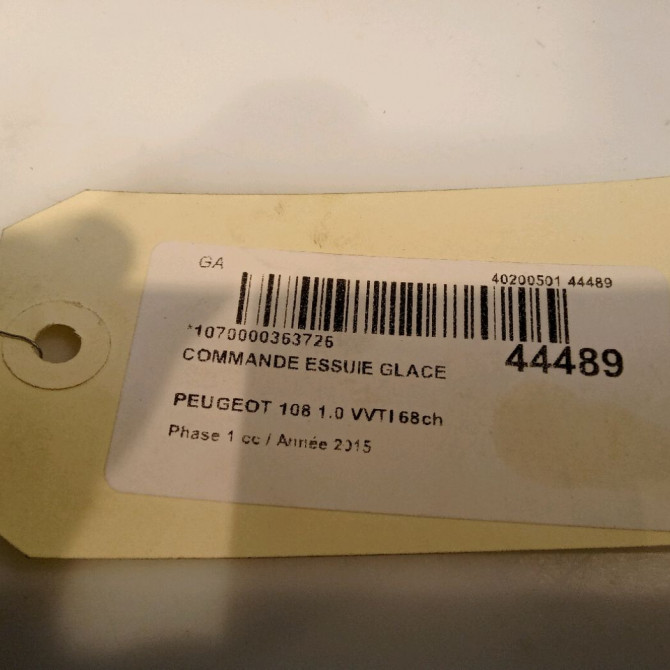 GA
40200501 44489
*1070000363726
44489
COMMANDE ESSUIE GLACE
PEUGEOT 108 1.0 VVTI 68ch
Phase 1 cc / Année 2015